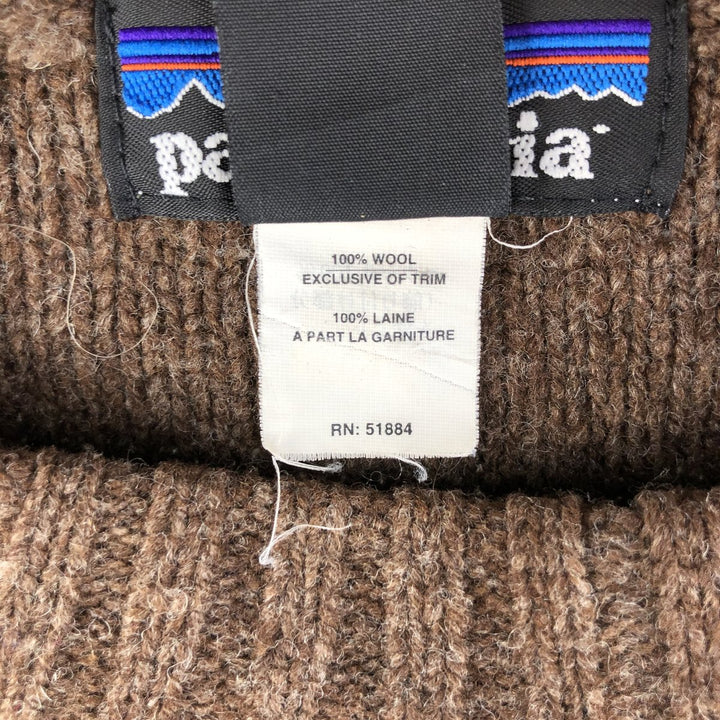 pa ia
100% WOOL
EXCLUSIVE OF TRIM
100% LAINE
A PART LA GARNITURE
RN: 51884